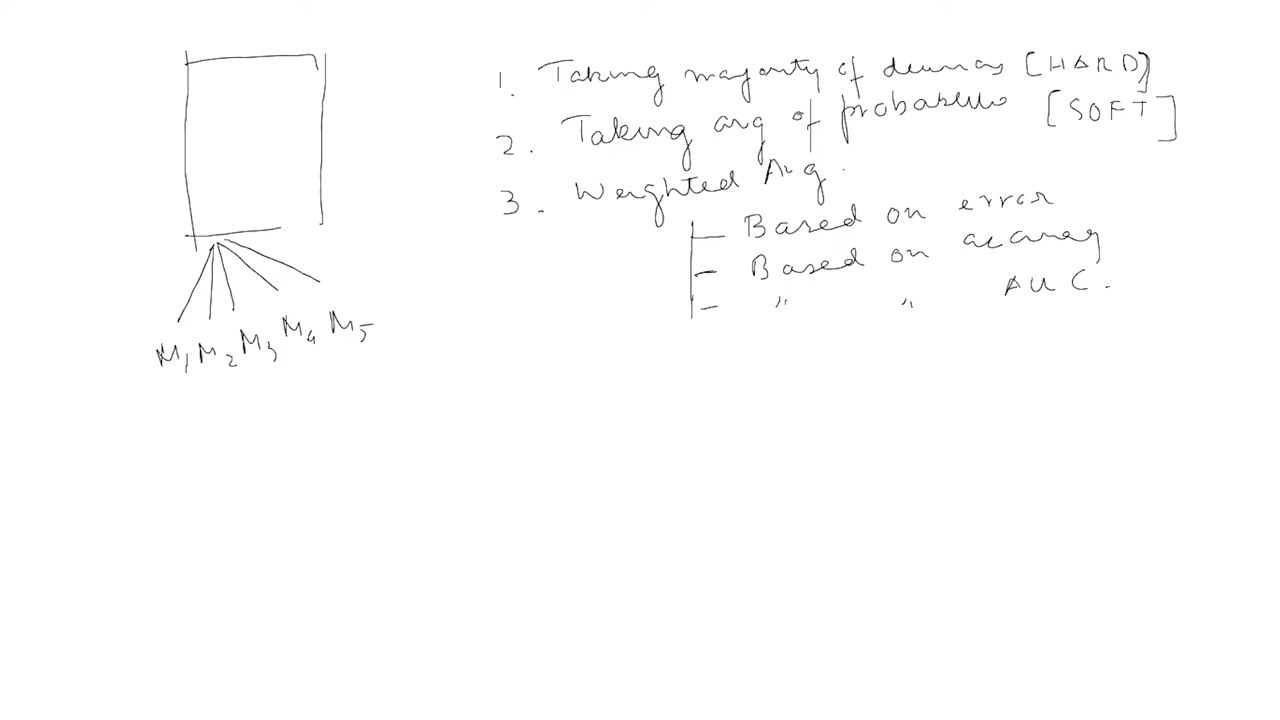 1. Taking majority of decisions [HARD]
2. Taking avg of probabilities [SOFT]
3. Weighted Avg.
Based on error
Based on accuracy
" " AUC.
M1 M2 M3 M4 M5